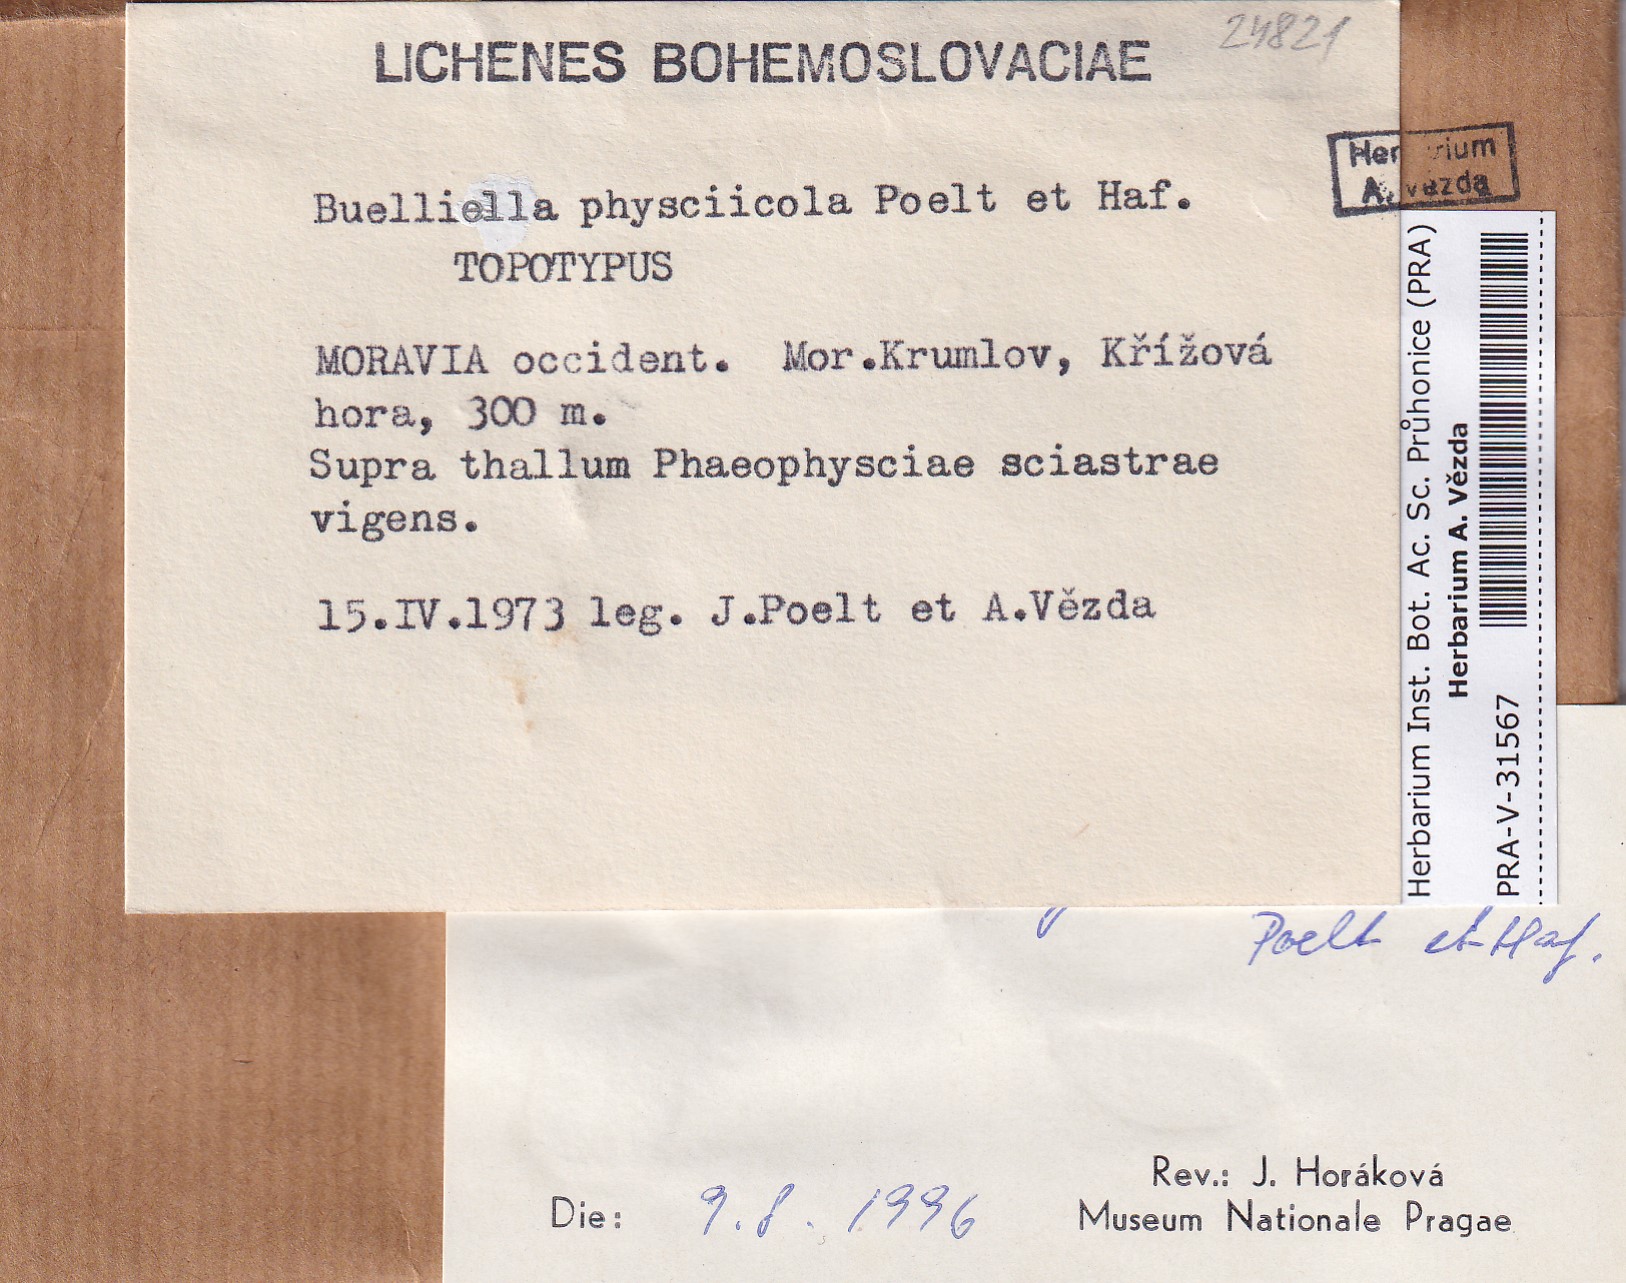 24821
LICHENES BOHEMOSLOVACIAE
Herbarium
A. Vězda
Buelliella physciicola Poelt et Haf.
TOPOTYPUS
MORAVIA occident. Mor.Krumlov, Křížová
hora, 300 m.
Supra thallum Phaeophysciae sciastrae
vigens.
15.IV.1973 leg. J.Poelt et A.Vězda
Herbarium Inst. Bot. Ac. Sc. Průhonice (PRA)
Herbarium A. Vězda
PRA-V-31567
Poelt et Haf.
Rev.: J. Horáková
Die: 9.8.1996 Museum Nationale Pragae